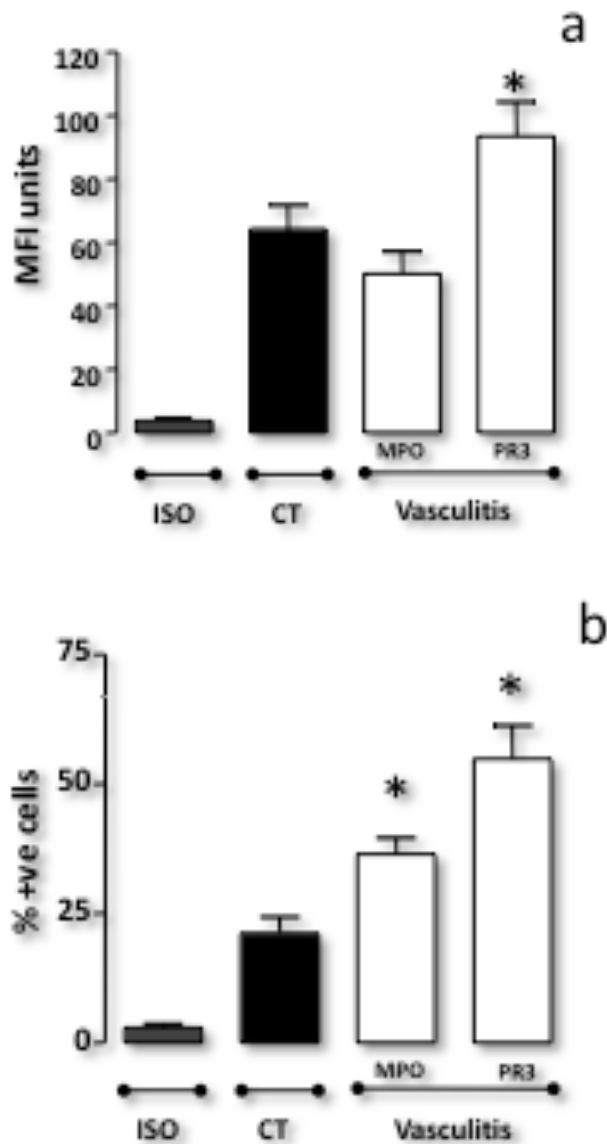 a
120
*
100
MFI units
80
60
40
20
0
MPO PR3
ISO CT Vasculitis
b
75
*
% +ve cells
50
*
25
0
MPO PR3
ISO CT Vasculitis